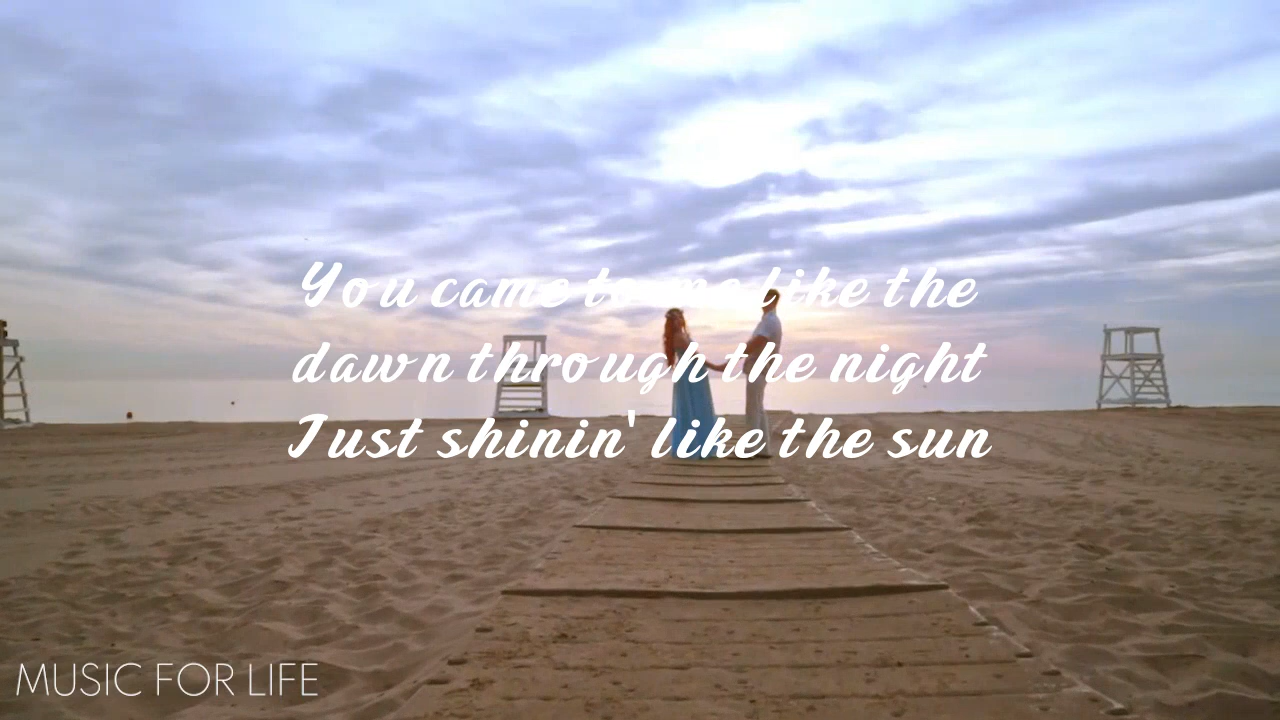 You came to me like the
dawn through the night
Just shinin' like the sun
MUSIC FOR LIFE